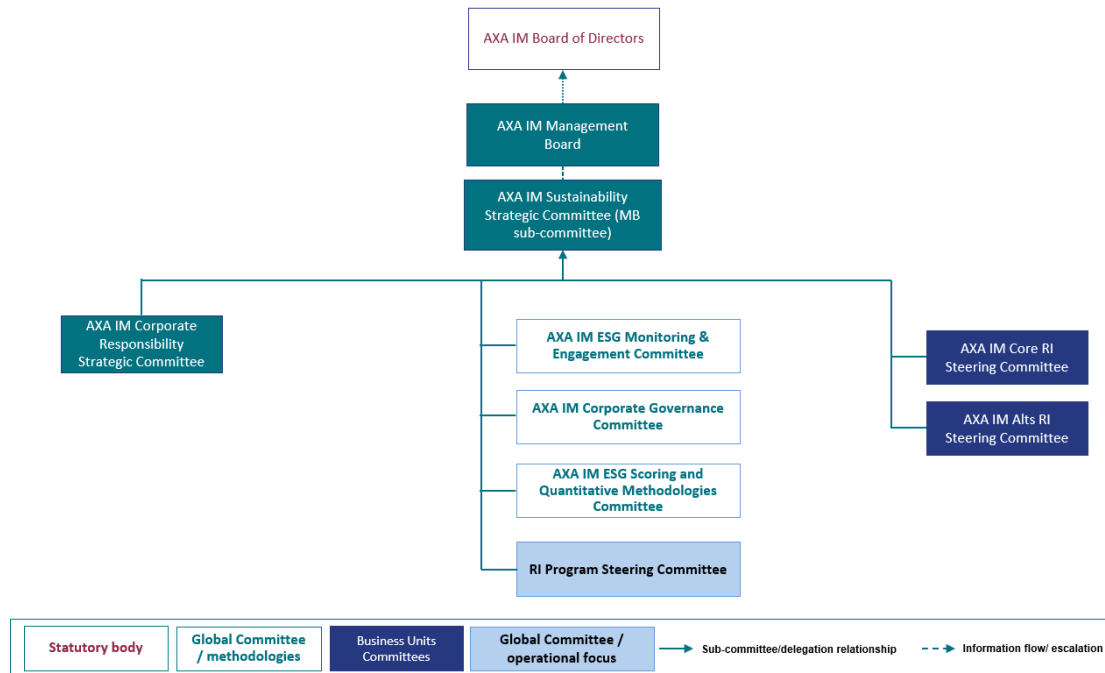 AXA IM Board of Directors
AXA IM Management
Board
AXA IM Sustainability
Strategic Committee (MB
sub-committee)
AXA IM Corporate
Responsibility
Strategic Committee
AXA IM ESG Monitoring &
Engagement Committee
AXA IM Corporate Governance
Committee
AXA IM ESG Scoring and
Quantitative Methodologies
Committee
RI Program Steering Committee
AXA IM Core RI
Steering Committee
AXA IM Alts RI
Steering Committee
Statutory body
Global Committee
/ methodologies
Business Units
Committees
Global Committee /
operational focus
Sub-committee/delegation relationship
Information flow/ escalation